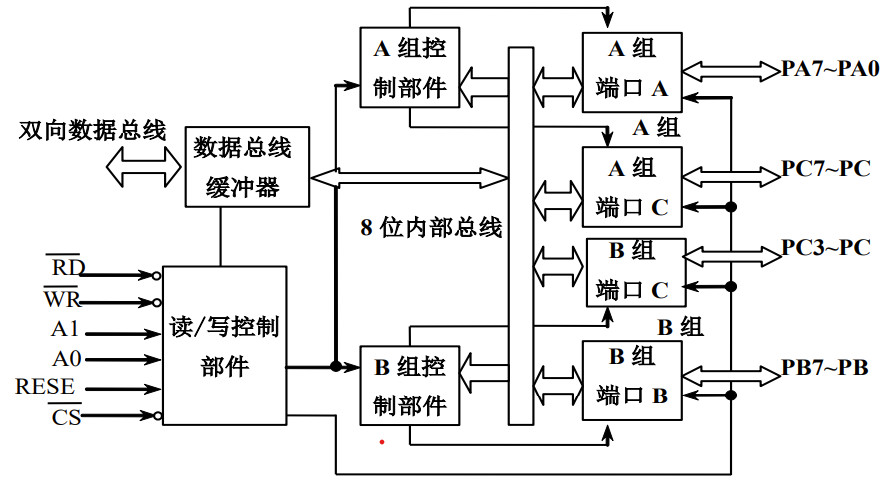 A 组控
制部件
A 组
端口 A
PA7~PA0
双向数据总线
数据总线
缓冲器
A 组
A 组
端口 C
PC7~PC
8 位内部总线
B 组
端口 C
PC3~PC
RD
WR
A1
A0
RESE
CS
读/写控制
部件
B 组
B 组控
制部件
B 组
端口 B
PB7~PB